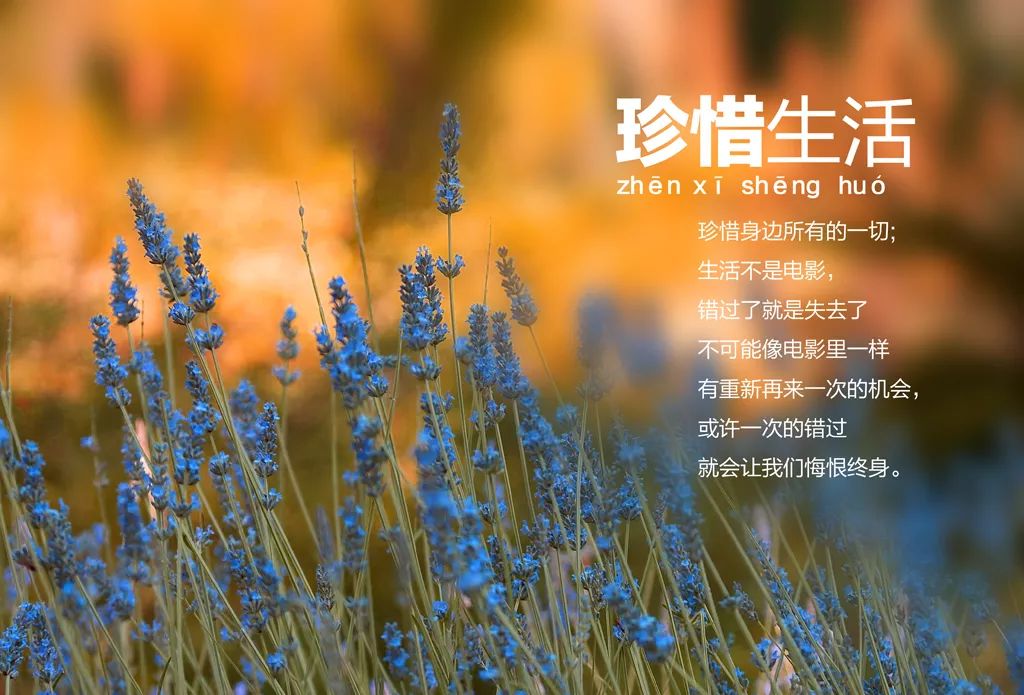 珍惜生活
zhēn xī shēng huó
珍惜身边所有的一切;
生活不是电影，
错过了就是失去了
不可能像电影里一样
有重新再来一次的机会，
或许一次的错过
就会让我们悔恨终身。